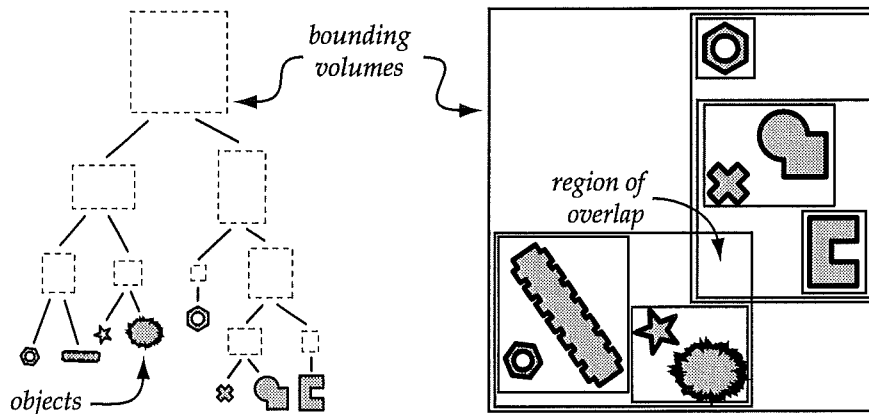 bounding
volumes
region of
overlap
objects